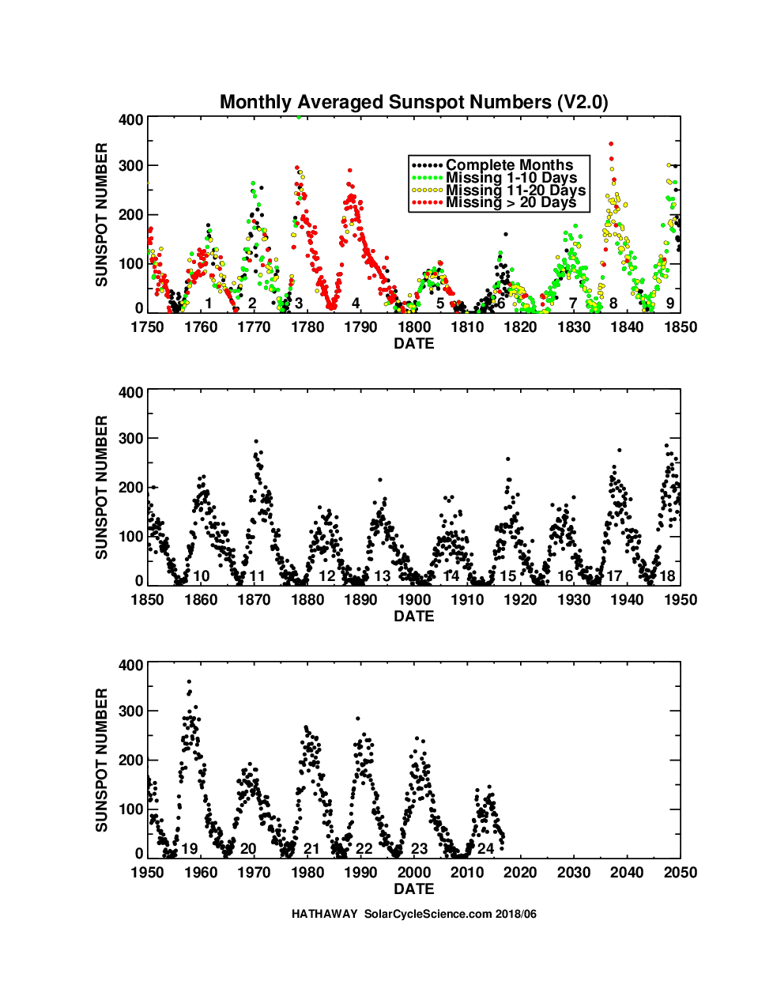 Monthly Averaged Sunspot Numbers (V2.0)
400
300
200
100
0
SUNSPOT NUMBER
Complete Months
Missing 1-10 Days
Missing 11-20 Days
Missing > 20 Days
1 2 3 4 5 6 7 8 9
1750 1760 1770 1780 1790 1800 1810 1820 1830 1840 1850
DATE
400
300
200
100
0
SUNSPOT NUMBER
10 11 12 13 14 15 16 17 18
1850 1860 1870 1880 1890 1900 1910 1920 1930 1940 1950
DATE
400
300
200
100
0
SUNSPOT NUMBER
19 20 21 22 23 24
1950 1960 1970 1980 1990 2000 2010 2020 2030 2040 2050
DATE
HATHAWAY SolarCycleScience.com 2018/06